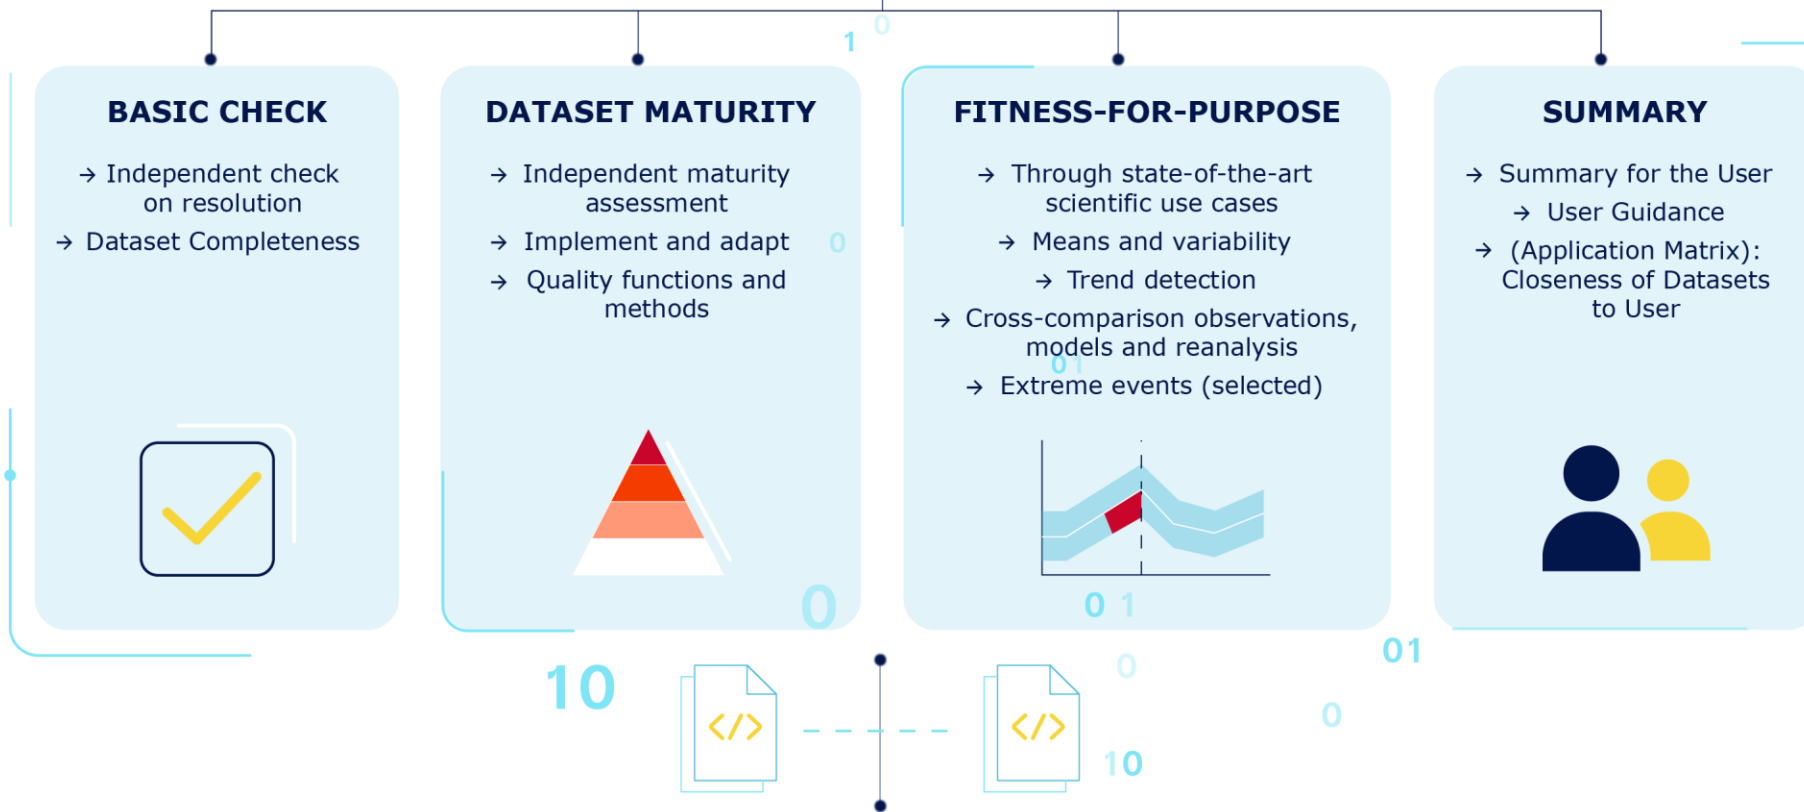 0
1
BASIC CHECK
→ Independent check
on resolution
→ Dataset Completeness
DATASET MATURITY
→ Independent maturity
assessment
→ Implement and adapt
→ Quality functions and
methods
0
0
FITNESS-FOR-PURPOSE
→ Through state-of-the-art
scientific use cases
→ Means and variability
→ Trend detection
→ Cross-comparison observations,
models and reanalysis
01
→ Extreme events (selected)
0 1
SUMMARY
→ Summary for the User
→ User Guidance
→ (Application Matrix):
Closeness of Datasets
to User
01
10
</>
</>
0
0
10